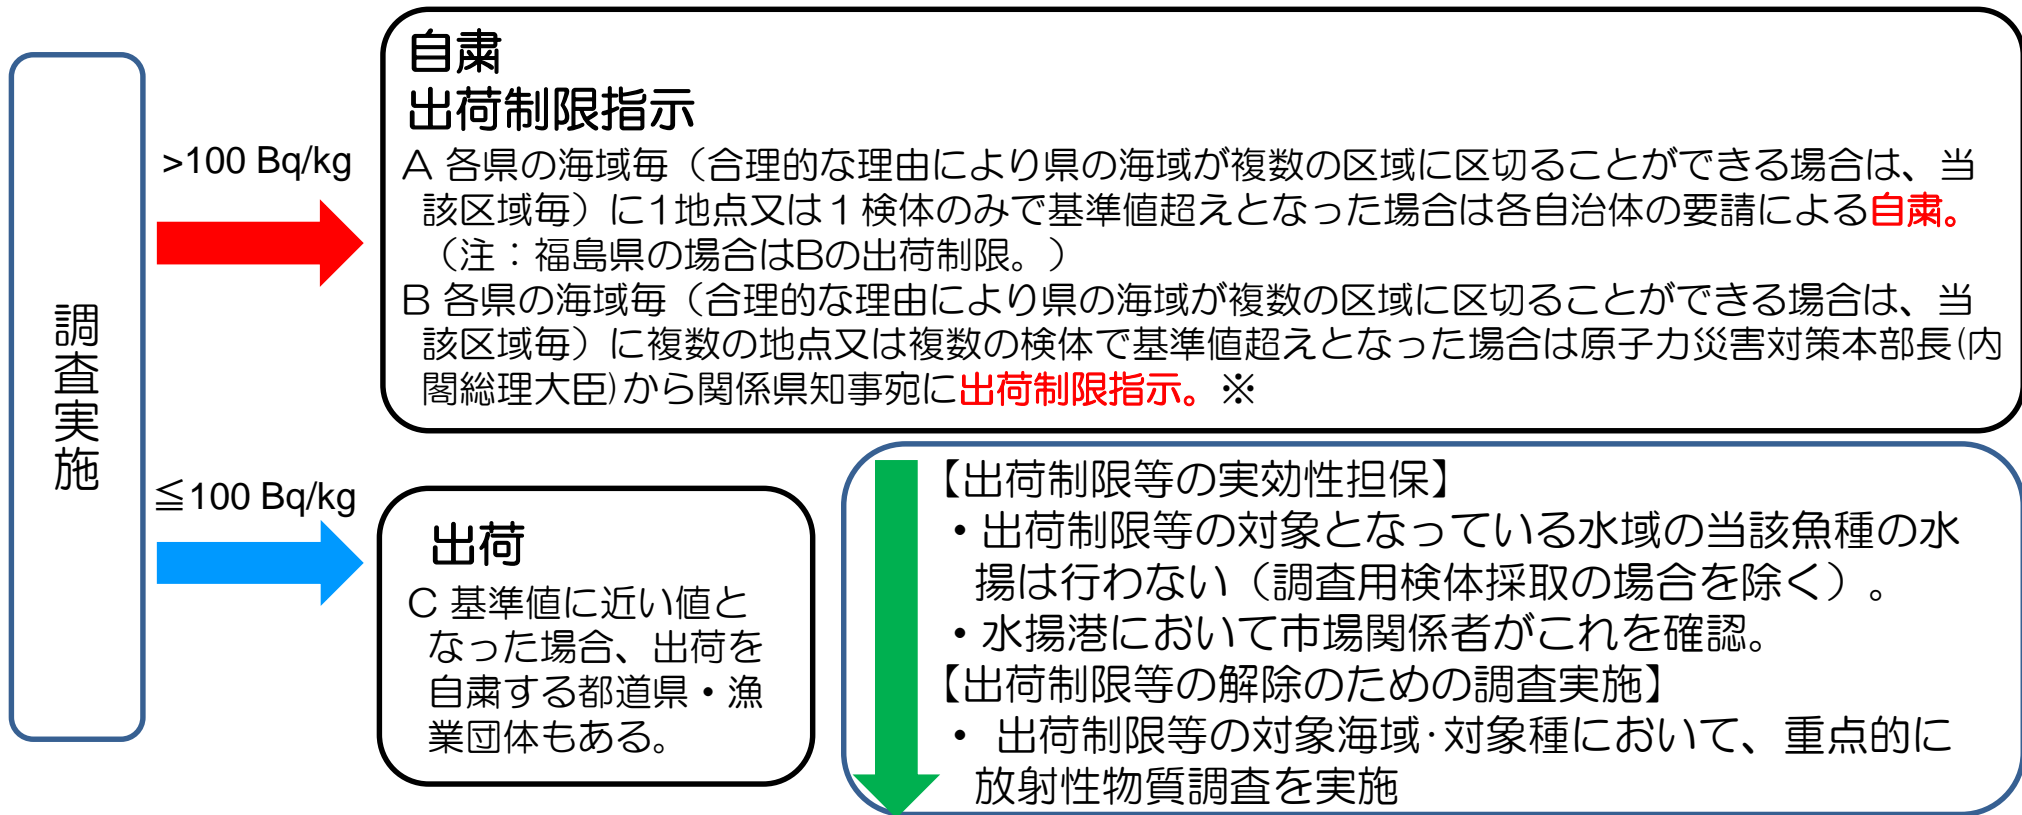 調査実施
>100 Bq/kg
自粛
出荷制限指示
A 各県の海域毎（合理的な理由により県の海域が複数の区域に区切ることができる場合は、当
該区域毎）に1地点又は１検体のみで基準値超えとなった場合は各自治体の要請による自粛。
（注：福島県の場合はBの出荷制限。）
B 各県の海域毎（合理的な理由により県の海域が複数の区域に区切ることができる場合は、当
該区域毎）に複数の地点又は複数の検体で基準値超えとなった場合は原子力災害対策本部長(内
閣総理大臣)から関係県知事宛に出荷制限指示。※
≦100 Bq/kg
出荷
C 基準値に近い値と
なった場合、出荷を
自粛する都道県・漁
業団体もある。
【出荷制限等の実効性担保】
・出荷制限等の対象となっている水域の当該魚種の水
揚は行わない（調査用検体採取の場合を除く）。
・水揚港において市場関係者がこれを確認。
【出荷制限等の解除のための調査実施】
・ 出荷制限等の対象海域･対象種において、重点的に
放射性物質調査を実施